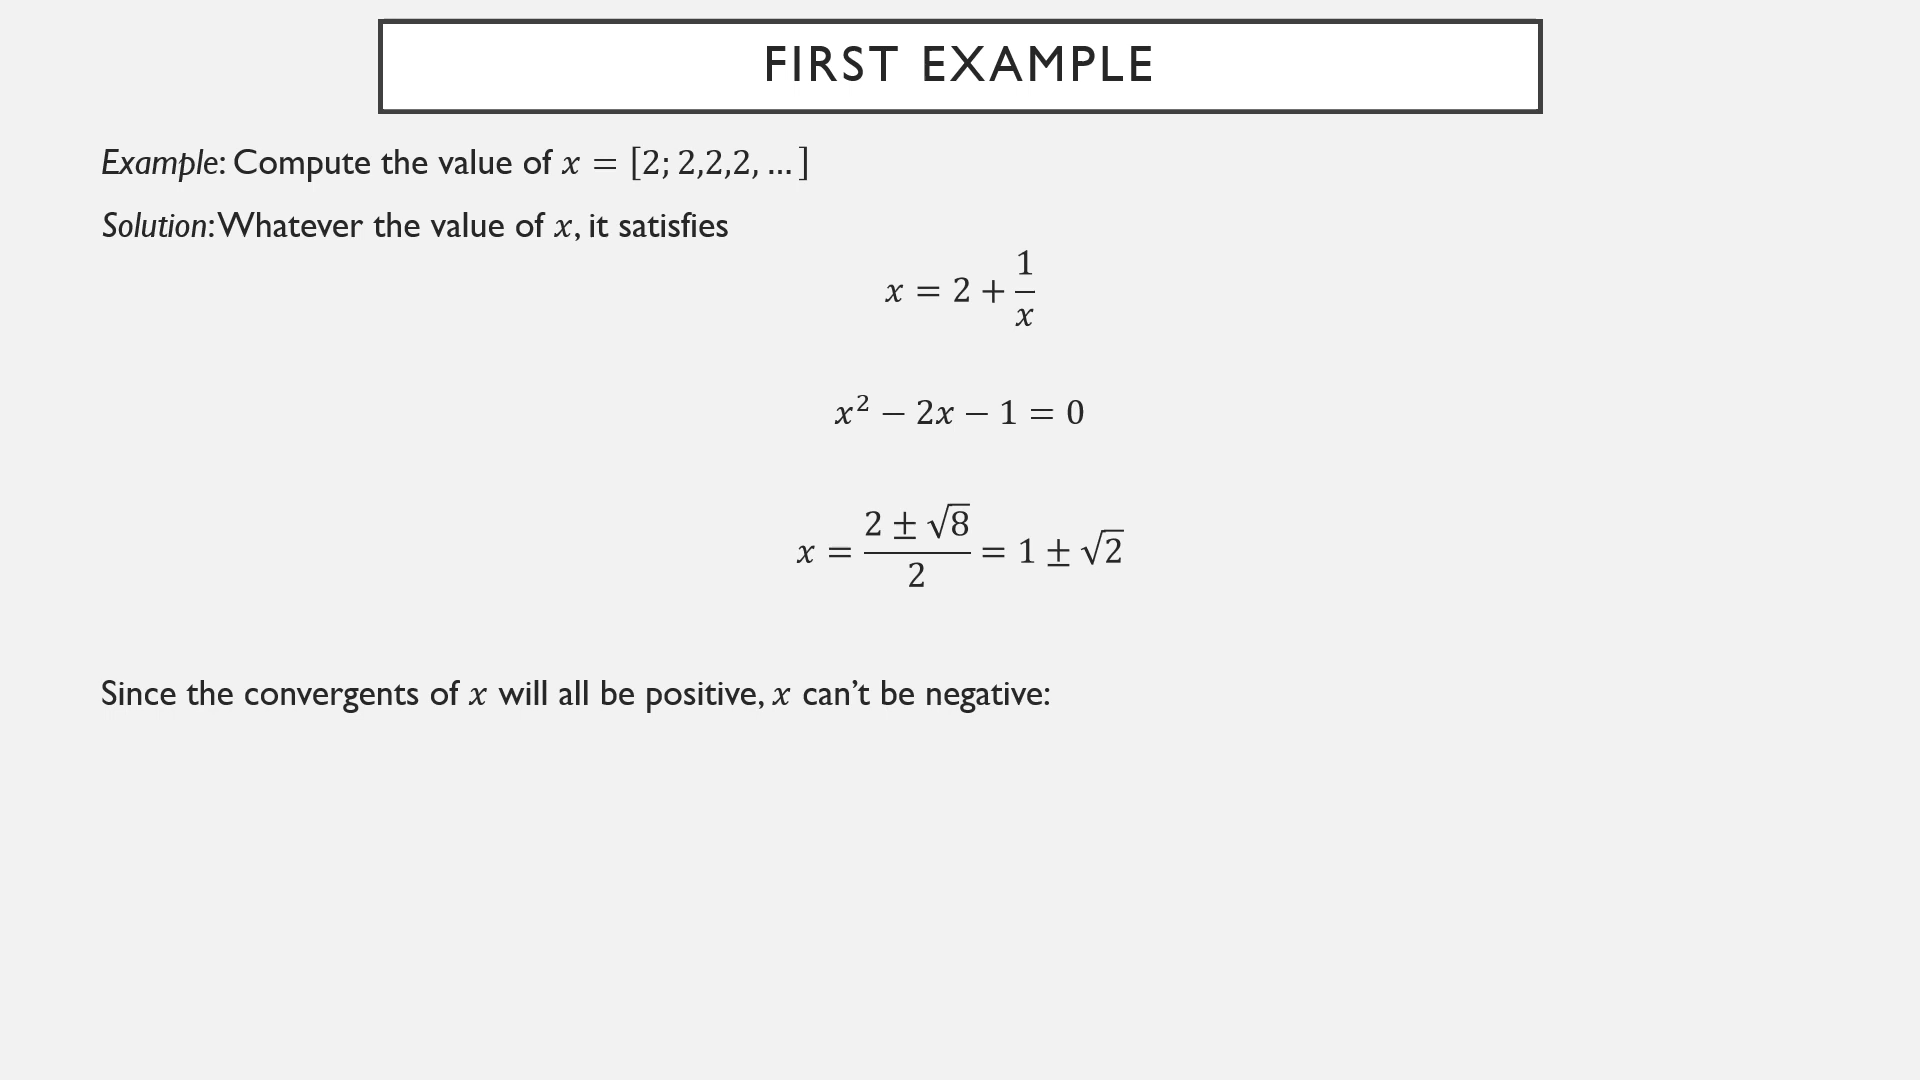 FIRST EXAMPLE
Example: Compute the value of x = [2; 2,2,2, … ]
Solution: Whatever the value of x, it satisfies
x = 2 + 1/x
x² − 2x − 1 = 0
x = (2 ± √8)/2 = 1 ± √2
Since the convergents of x will all be positive, x can’t be negative: